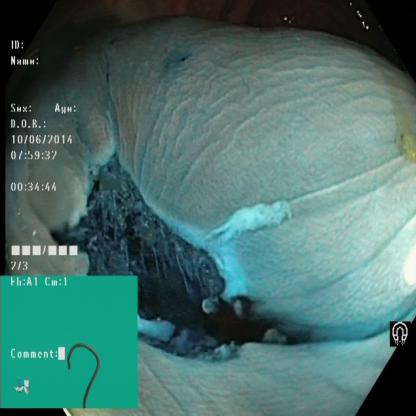 ID:
Name:
Sex: Age:
D.O.B.:
10/06/2014
07:59:37
00:34:44
■■■/■■■
7/3
Eh:A1 Cm:1
Comment: